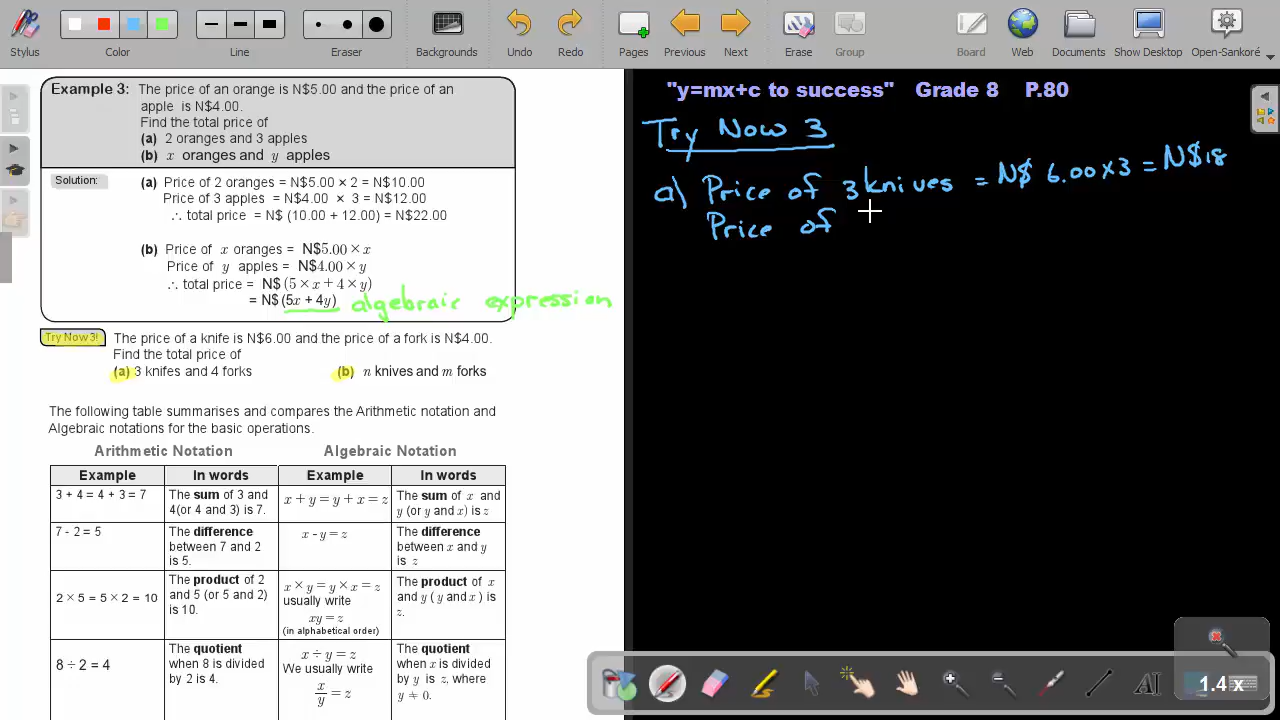 Stylus
Color
Line
Eraser
Backgrounds
Undo
Redo
Pages
Previous
Next
Erase
Group
Board
Web
Documents
Show Desktop
Open-Sankoré
Example 3: The price of an orange is N$5.00 and the price of an
apple is N$4.00.
Find the total price of
(a) 2 oranges and 3 apples
(b) x oranges and y apples
Solution:
(a) Price of 2 oranges = N$5.00 × 2 = N$10.00
Price of 3 apples = N$4.00 × 3 = N$12.00
∴ total price = N$ (10.00 + 12.00) = N$22.00
(b) Price of x oranges = N$5.00 × x
Price of y apples = N$4.00 × y
∴ total price = N$ (5 × x + 4 × y)
= N$ (5x + 4y) algebraic expression
Try Now 3! The price of a knife is N$6.00 and the price of a fork is N$4.00.
Find the total price of
(a) 3 knifes and 4 forks (b) n knives and m forks
The following table summarises and compares the Arithmetic notation and
Algebraic notations for the basic operations.
Arithmetic Notation Algebraic Notation
Example In words Example In words
3 + 4 = 4 + 3 = 7
The sum of 3 and
4(or 4 and 3) is 7.
x + y = y + x = z
The sum of x and
y (or y and x) is z
7 - 2 = 5
The difference
between 7 and 2
is 5.
x - y = z
The difference
between x and y
is z
2 × 5 = 5 × 2 = 10
The product of 2
and 5 (or 5 and 2)
is 10.
x × y = y × x = z
usually write
xy = z
(in alphabetical order)
The product of x
and y ( y and x ) is
z.
8 ÷ 2 = 4
The quotient
when 8 is divided
by 2 is 4.
x ÷ y = z
We usually write
x/y = z
The quotient
when x is divided
by y is z, where
y ≠ 0.
"y=mx+c to success" Grade 8 P.80
Try Now 3
a) Price of 3 knives = N$ 6.00 × 3 = N$18
Price of
1.4 x